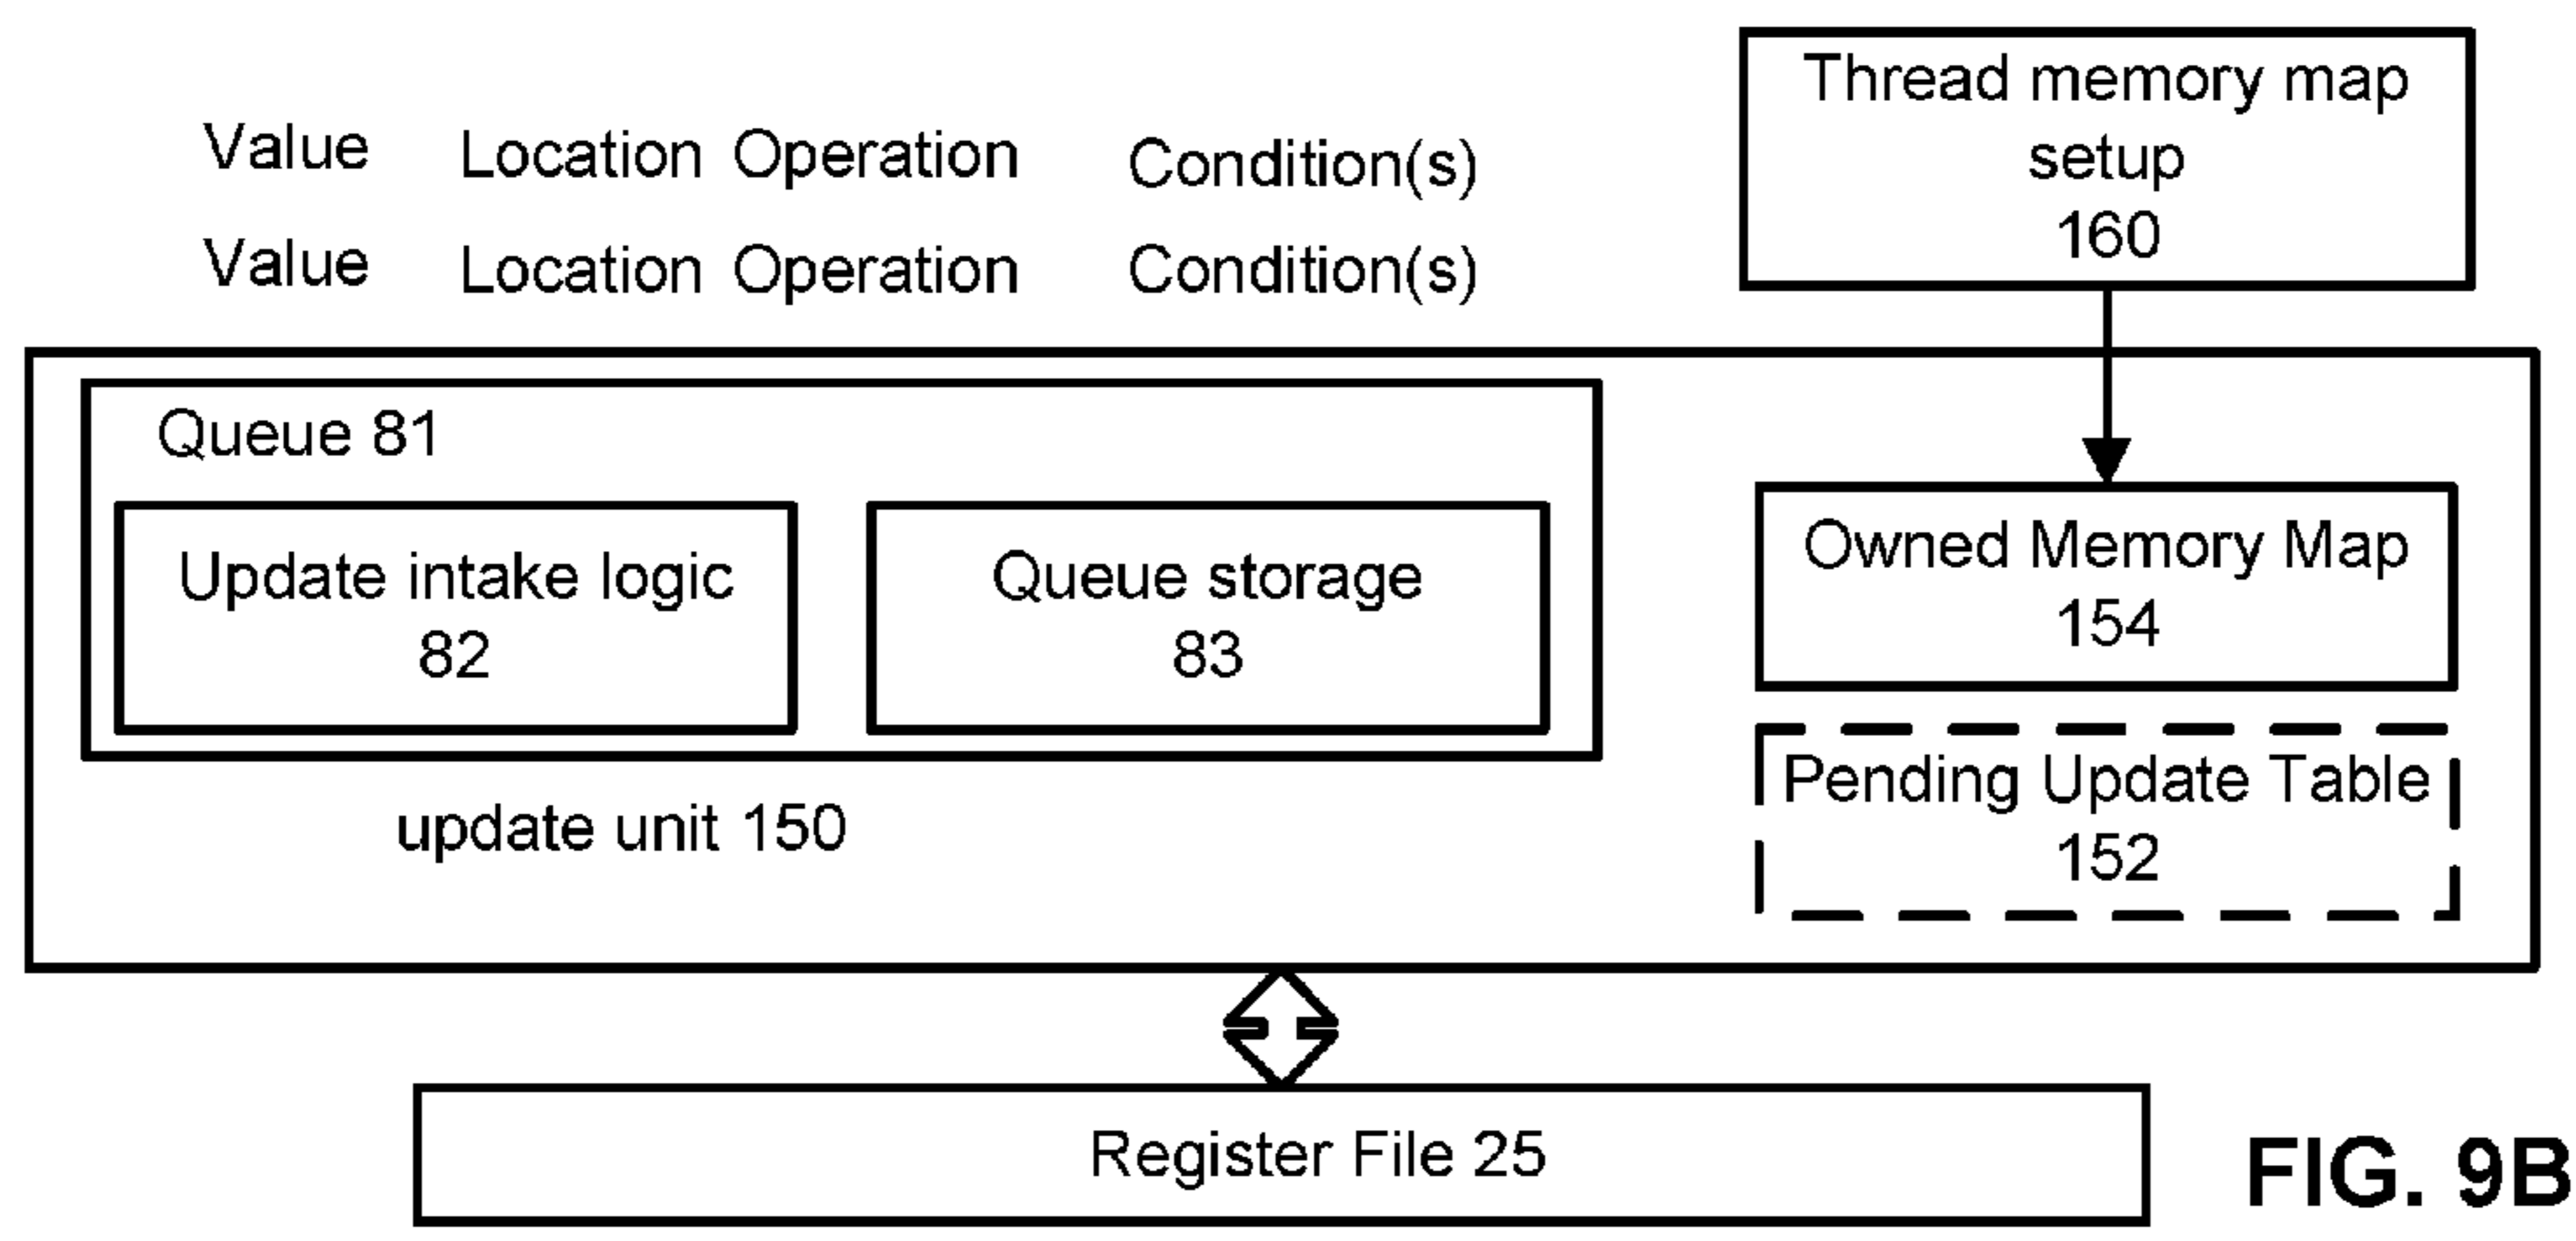 Value Location Operation Condition(s)
Value Location Operation Condition(s)
Thread memory map
setup
160
Queue 81
Update intake logic
82
Queue storage
83
update unit 150
Owned Memory Map
154
Pending Update Table
152
Register File 25
FIG. 9B